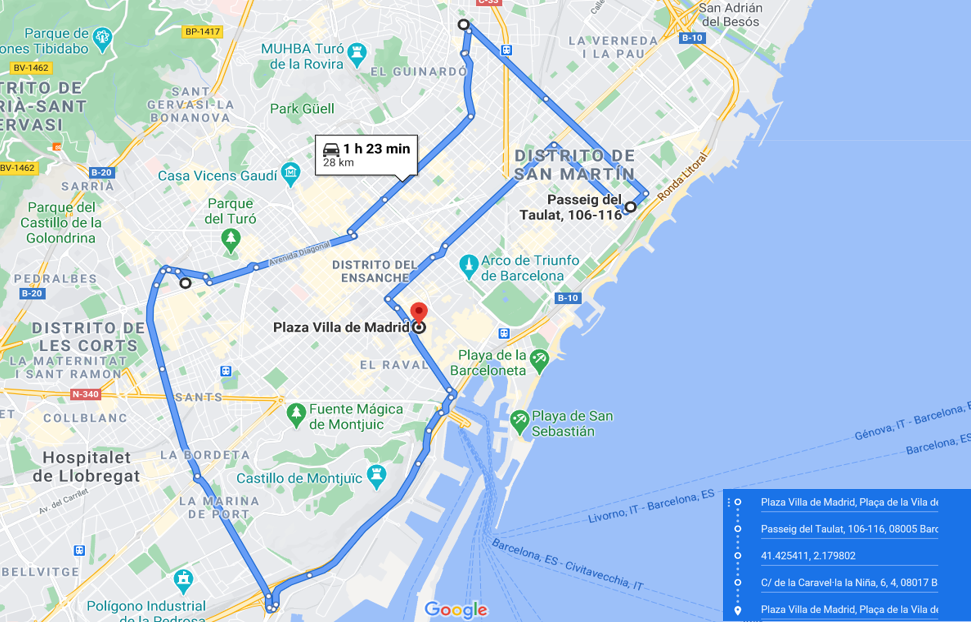 C-33
San Adrián
del Besós
Calle
BP-1417
Parque de
ones Tibidabo
MUHBA Turó
de la Rovira
B-10
LA VERNEDA
I LA PAU
BV-1462
EL GUINARDÓ
TRITO DE
RIÀ-SANT
ERVASI
SANT
GERVASI-LA
BONANOVA
Park Güell
1 h 23 min
28 km
DISTRITO DE
SAN MARTÍN
BV-1462
B-20
SARRIÀ
Casa Vicens Gaudí
Ronda Litoral
Passeig del
Taulat, 106-116
Parque del
Castillo de la
Golondrina
Parque
del Turó
Avenida Diagonal
DISTRITO DEL
ENSANCHE
Arco de Triunfo
de Barcelona
PEDRALBES
B-20
B-10
DISTRITO DE
LES CORTS
Plaza Villa de Madrid
LA MATERNITAT
I SANT RAMON
EL RAVAL
Playa de la
Barceloneta
N-340
SANTS
ET
COLLBLANC
Fuente Mágica
de Montjuic
Playa de San
Sebastián
Génova, IT - Barcelona, E
Barcelona, ES
Hospitalet
de Llobregat
LA BORDETA
Castillo de Montjuïc
Av. del Carrilet
LA MARINA
DE PORT
Livorno, IT - Barcelona, ES
Barcelona, ES - Civitavecchia, IT
BELLVITGE
Polígono Industrial
de la Pedrosa
Google
Plaza Villa de Madrid, Plaça de la Vila de
Passeig del Taulat, 106-116, 08005 Barc
41.425411, 2.179802
C/ de la Caravel·la la Niña, 6, 4, 08017 B
Plaza Villa de Madrid, Plaça de la Vila de